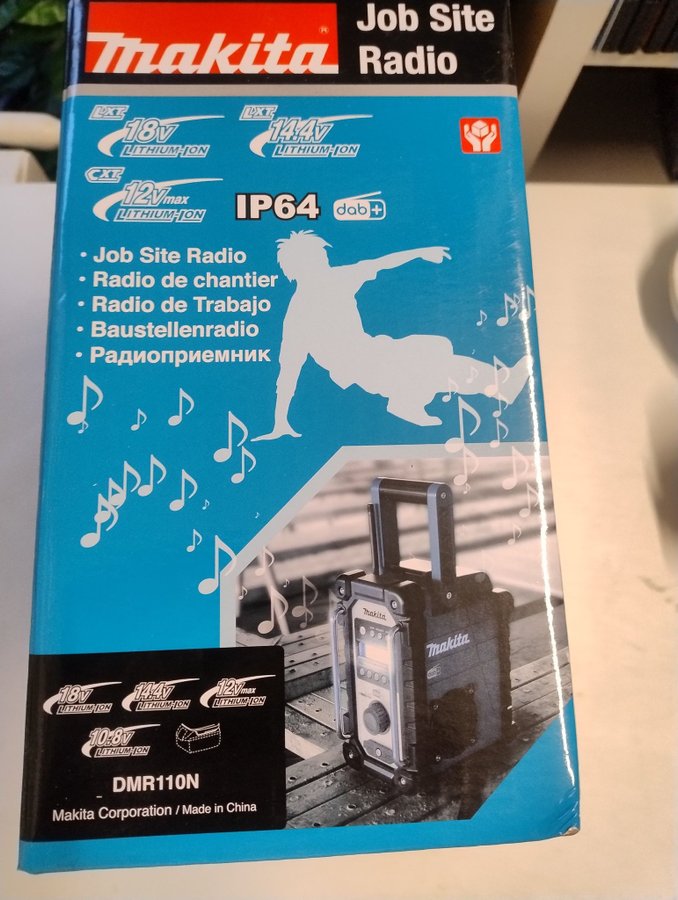 Makita® Job Site
Radio
LXT 18v LITHIUM-ION
LXT 14.4v LITHIUM-ION
CXT 12vmax LITHIUM-ION
IP64 dab+
• Job Site Radio
• Radio de chantier
• Radio de Trabajo
• Baustellenradio
• Радиоприемник
Makita
Makita
18v LITHIUM-ION 14.4v LITHIUM-ION 12vmax LITHIUM-ION
10.8v LITHIUM-ION
DMR110N
Makita Corporation / Made in China